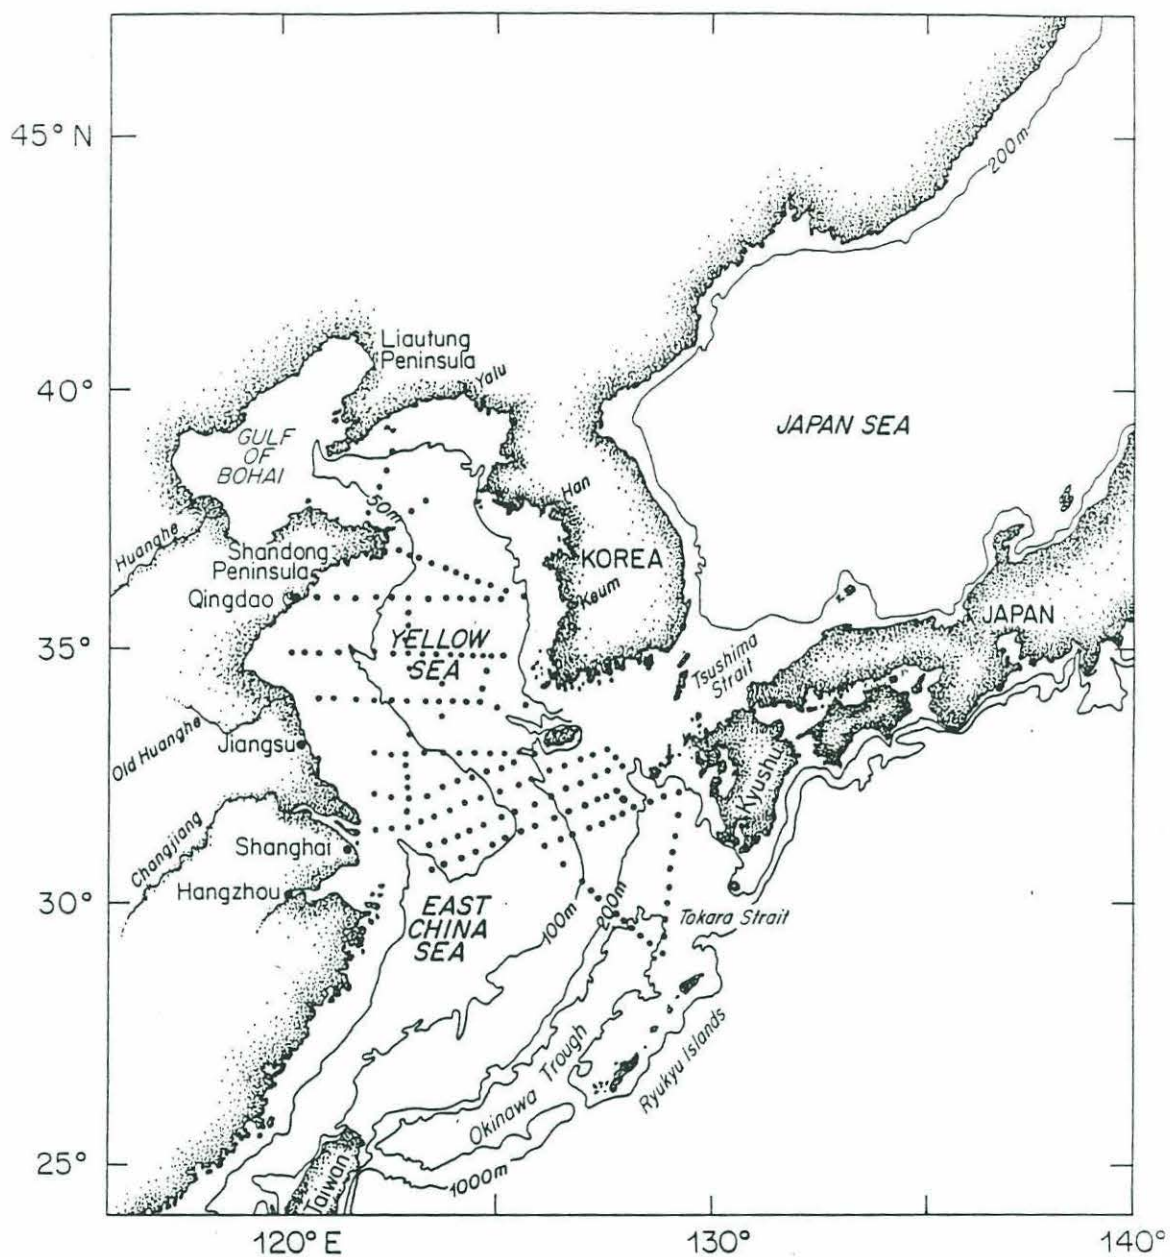 45° N
200m
Liautung
Peninsula
Yalu
40°
JAPAN SEA
GULF
OF
BOHAI
Han
50m
Huanghe
Shandong
Peninsula
KOREA
Qingdao
Keum
JAPAN
YELLOW
SEA
35°
Tsushima
Strait
Old Huanghe
Jiangsu
Kyushu
Changjiang
Shanghai
Hangzhou
30°
EAST
CHINA
SEA
100m
200m
Tokara Strait
Okinawa Trough
Ryukyu Islands
25°
Taiwan
1000m
120° E
130°
140°